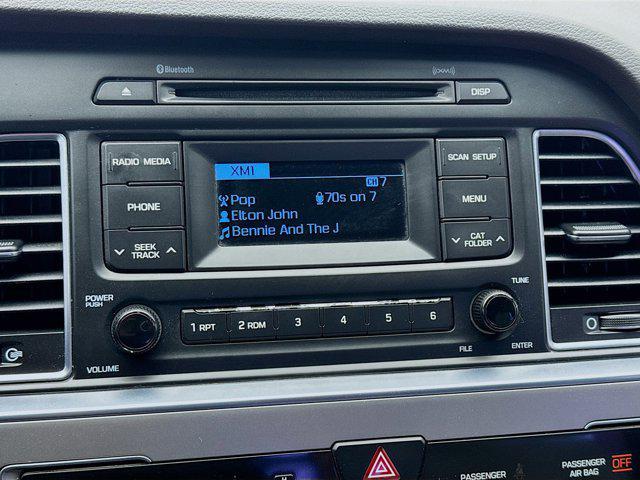 Bluetooth
((XM))
DISP
RADIO MEDIA
XM1
SCAN SETUP
CH 7
PHONE
Pop 70s on 7
MENU
Elton John
SEEK TRACK
Bennie And The J
CAT FOLDER
POWER PUSH
TUNE
1 RPT 2 RDM 3 4 5 6
VOLUME
FILE ENTER
0
PASSENGER
PASSENGER AIR BAG OFF